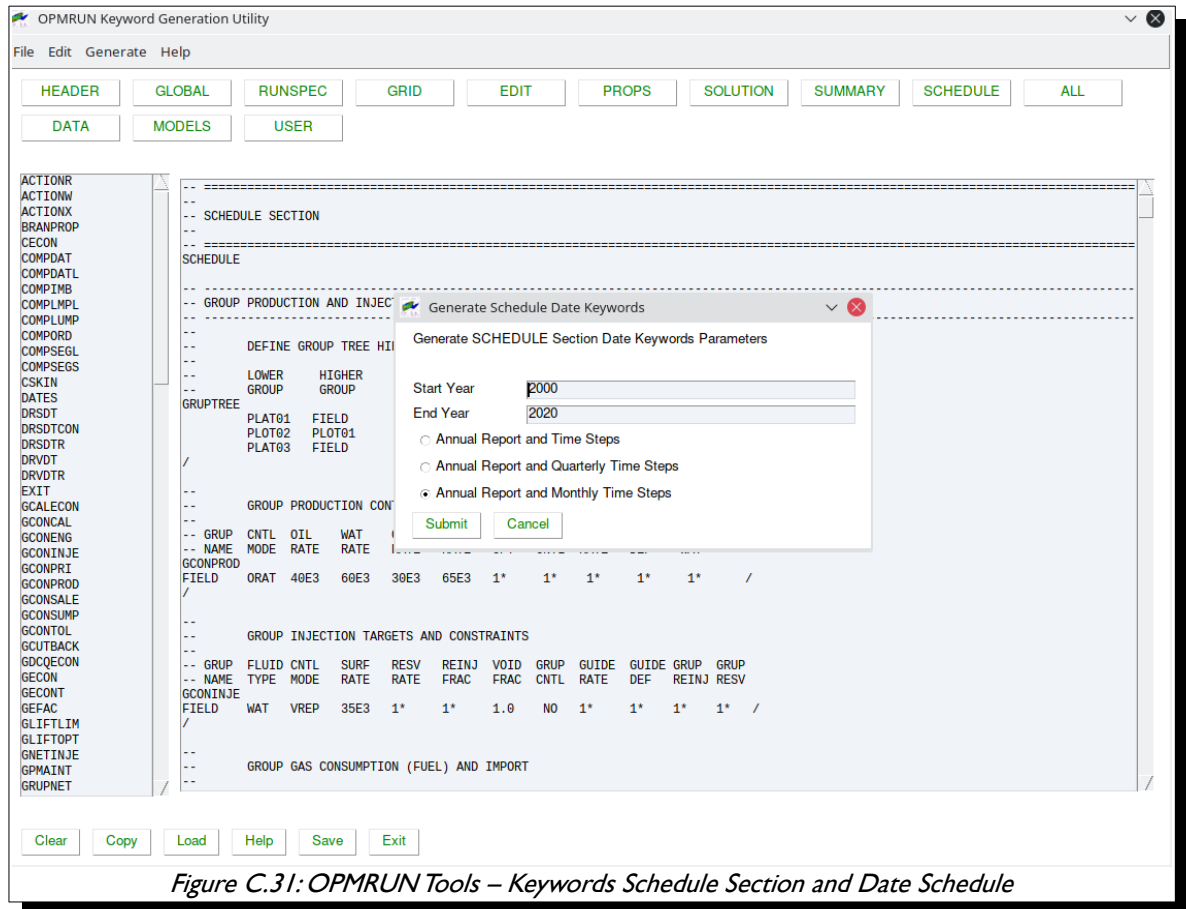 OPMRUN Keyword Generation Utility
File Edit Generate Help
HEADER GLOBAL RUNSPEC GRID EDIT PROPS SOLUTION SUMMARY SCHEDULE ALL
DATA MODELS USER
ACTIONR
ACTIONW
ACTIONX
BRANPROP
CECON
COMPDAT
COMPDATL
COMPIMB
COMPLMPL
COMPLUMP
COMPORD
COMPSEGL
COMPSEGS
CSKIN
DATES
DRSDT
DRSDTCON
DRSDTR
DRVDT
DRVDTR
EXIT
GCALECON
GCONCAL
GCONENG
GCONINJE
GCONPRI
GCONPROD
GCONSALE
GCONSUMP
GCONTOL
GCUTBACK
GDCQECON
GECON
GECONT
GEFAC
GLIFTLIM
GLIFTOPT
GNETINJE
GPMAINT
GRUPNET
-- ==========================================================================
--
-- SCHEDULE SECTION
--
-- ==========================================================================
SCHEDULE
-- --------------------------------------------------------------------------
-- GROUP PRODUCTION AND INJEC
-- --------------------------------------------------------------------------
--
-- DEFINE GROUP TREE HI
--
-- LOWER HIGHER
-- GROUP GROUP
GRUPTREE
PLAT01 FIELD
PLOT02 PLOT01
PLAT03 FIELD
/
--
-- GROUP PRODUCTION CON
--
-- GRUP CNTL OIL WAT
-- NAME MODE RATE RATE
GCONPROD
FIELD ORAT 40E3 60E3 30E3 65E3 1* 1* 1* 1* 1* /
/
--
-- GROUP INJECTION TARGETS AND CONSTRAINTS
--
-- GRUP FLUID CNTL SURF RESV REINJ VOID GRUP GUIDE GUIDE GRUP GRUP
-- NAME TYPE MODE RATE RATE FRAC FRAC CNTL RATE DEF REINJ RESV
GCONINJE
FIELD WAT VREP 35E3 1* 1* 1.0 NO 1* 1* 1* 1* /
/
--
-- GROUP GAS CONSUMPTION (FUEL) AND IMPORT
--
Generate Schedule Date Keywords
Generate SCHEDULE Section Date Keywords Parameters
Start Year 2000
End Year 2020
Annual Report and Time Steps
Annual Report and Quarterly Time Steps
Annual Report and Monthly Time Steps
Submit Cancel
Clear Copy Load Help Save Exit
Figure C.31: OPMRUN Tools – Keywords Schedule Section and Date Schedule